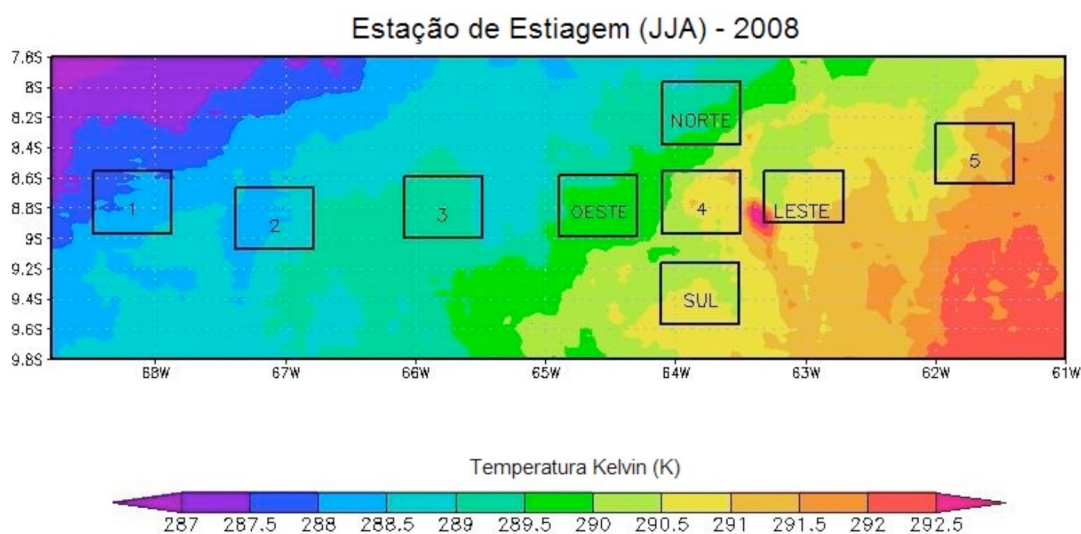 Estação de Estiagem (JJA) - 2008
7.6S
8S
8.2S
8.4S
8.6S
8.8S
9S
9.2S
9.4S
9.6S
9.8S
NORTE
5
1
2
3
OESTE
4
LESTE
SUL
68W
67W
66W
65W
64W
63W
62W
61W
Temperatura Kelvin (K)
287 287.5 288 288.5 289 289.5 290 290.5 291 291.5 292 292.5